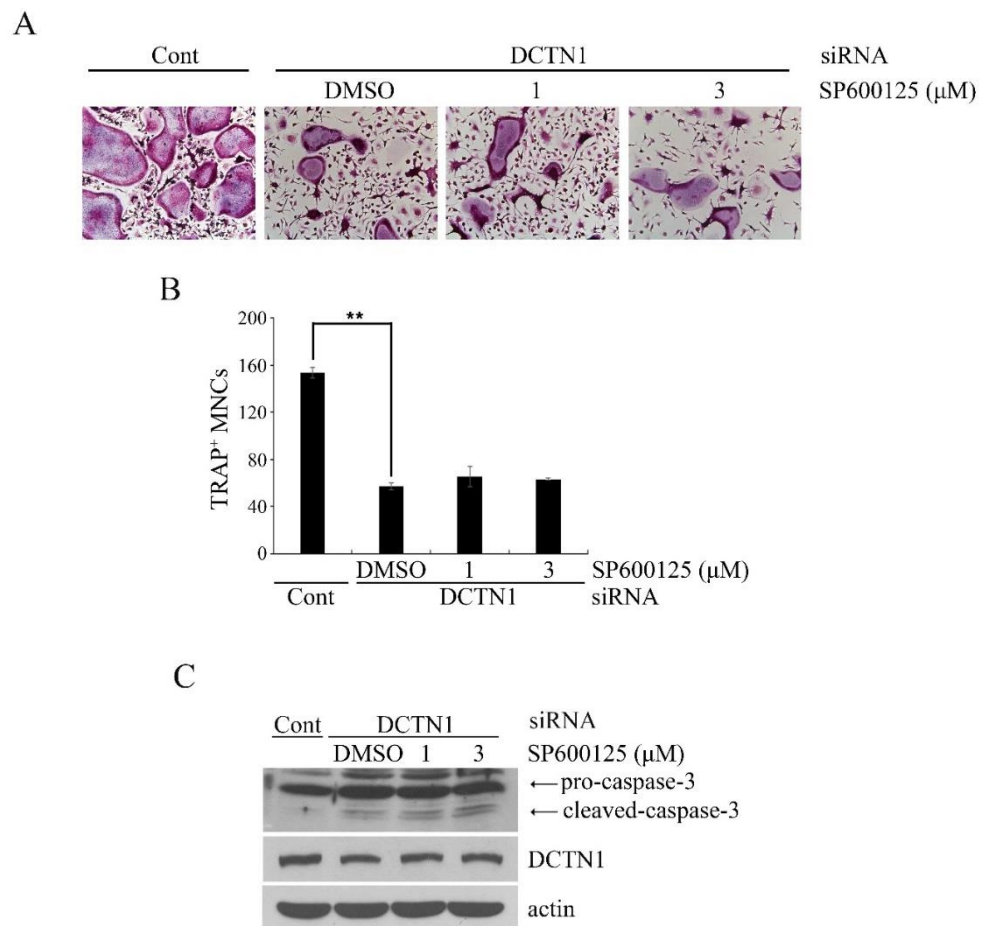 A
Cont DCTN1 siRNA
DMSO 1 3 SP600125 (μM)
B
**
TRAP+ MNCs
200
160
120
80
40
0
DMSO 1 3 SP600125 (μM)
Cont DCTN1 siRNA
C
Cont DCTN1 siRNA
DMSO 1 3 SP600125 (μM)
←pro-caspase-3
←cleaved-caspase-3
DCTN1
actin